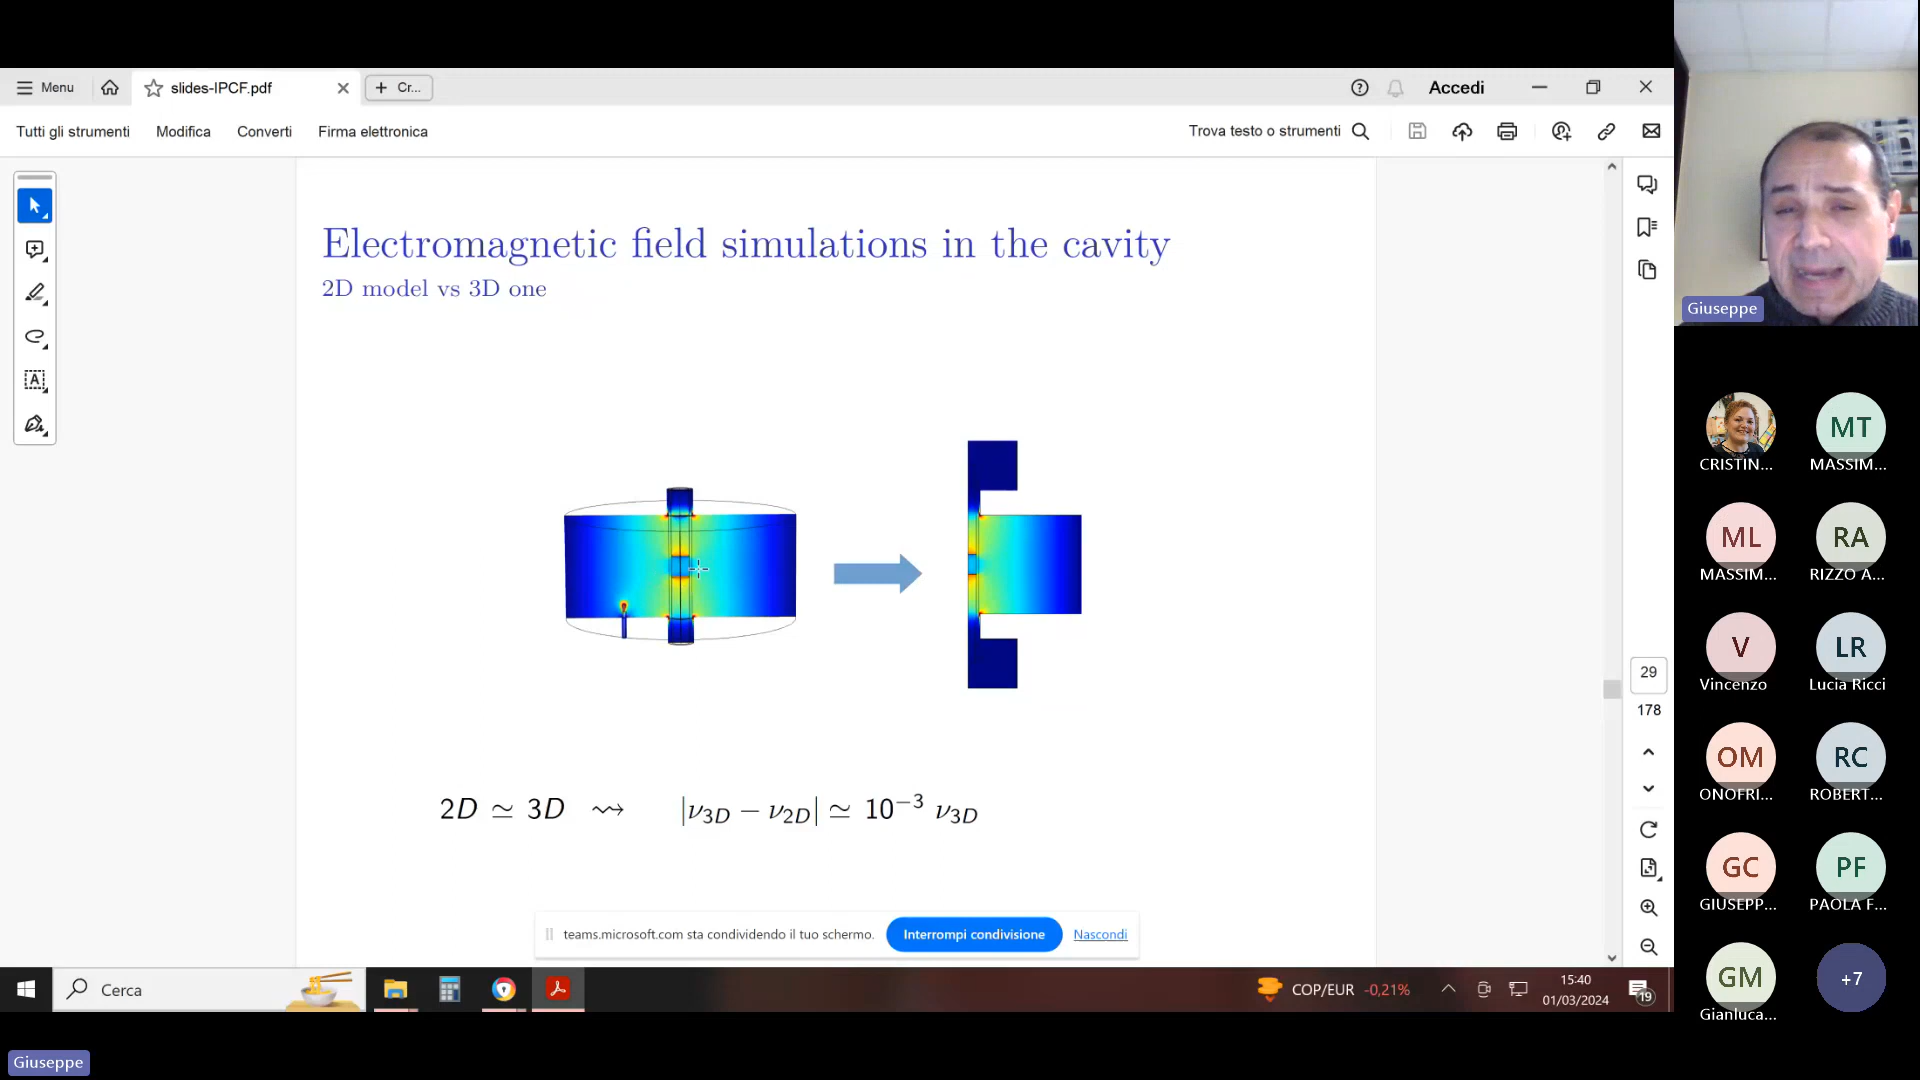 Menu
slides-IPCF.pdf
Cr...
Accedi
Tutti gli strumenti
Modifica
Converti
Firma elettronica
Trova testo o strumenti
Electromagnetic field simulations in the cavity
2D model vs 3D one
2D ≃ 3D ⇝ |ν3D − ν2D| ≃ 10⁻³ ν3D
29
178
teams.microsoft.com sta condividendo il tuo schermo.
Interrompi condivisione
Nascondi
Cerca
COP/EUR -0,21%
15:40
01/03/2024
19
Giuseppe
CRISTIN...
MT
MASSIM...
ML
MASSIM...
RA
RIZZO A...
V
Vincenzo
LR
Lucia Ricci
OM
ONOFRI...
RC
ROBERT...
GC
GIUSEPP...
PF
PAOLA F...
GM
Gianluca...
+7
Giuseppe